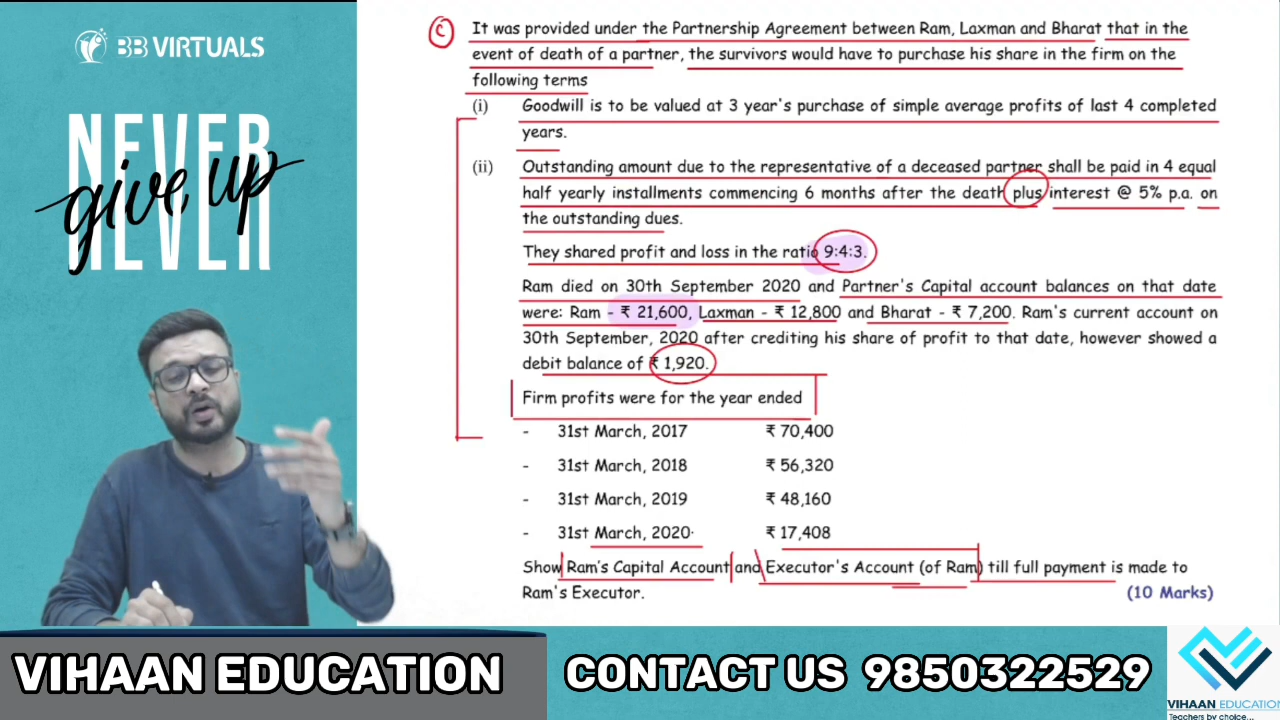 BB VIRTUALS
NEVER
give up
NEVER
C
It was provided under the Partnership Agreement between Ram, Laxman and Bharat that in the
event of death of a partner, the survivors would have to purchase his share in the firm on the
following terms
(i) Goodwill is to be valued at 3 year's purchase of simple average profits of last 4 completed
years.
(ii) Outstanding amount due to the representative of a deceased partner shall be paid in 4 equal
half yearly installments commencing 6 months after the death plus interest @ 5% p.a. on
the outstanding dues.
They shared profit and loss in the ratio 9:4:3.
Ram died on 30th September 2020 and Partner's Capital account balances on that date
were: Ram - ₹ 21,600, Laxman - ₹ 12,800 and Bharat - ₹ 7,200. Ram's current account on
30th September, 2020 after crediting his share of profit to that date, however showed a
debit balance of ₹ 1,920.
Firm profits were for the year ended
- 31st March, 2017 ₹ 70,400
- 31st March, 2018 ₹ 56,320
- 31st March, 2019 ₹ 48,160
- 31st March, 2020 ₹ 17,408
Show Ram's Capital Account and Executor's Account (of Ram) till full payment is made to
Ram's Executor. (10 Marks)
VIHAAN EDUCATION
CONTACT US 9850322529
VIHAAN EDUCATION
Teachers by choice...